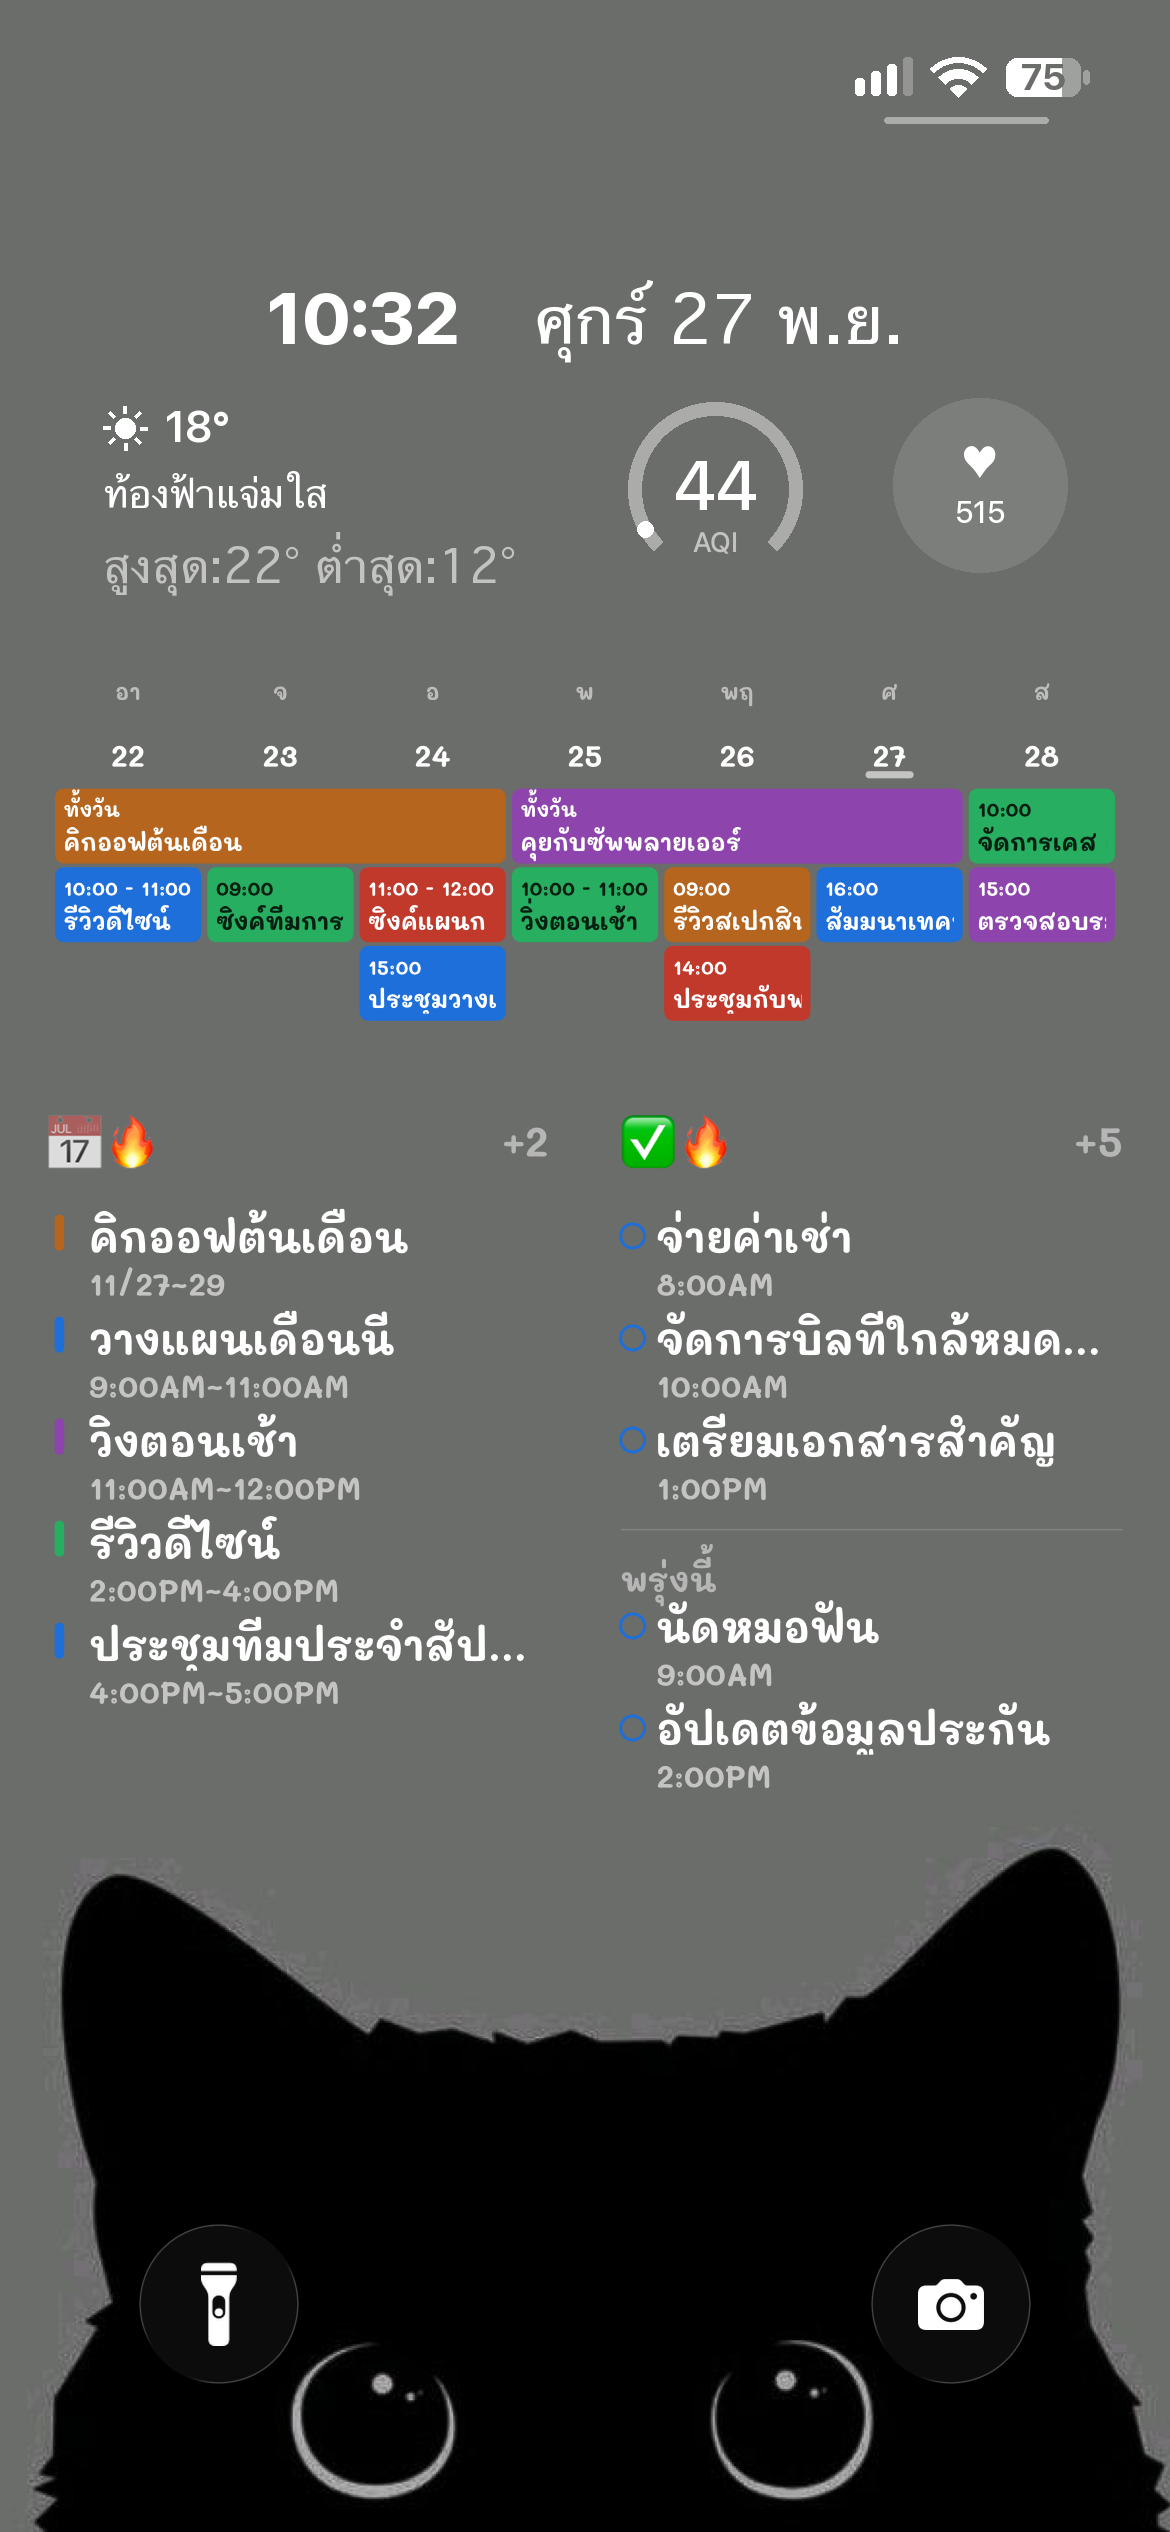 75
10:32 ศุกร์ 27 พ.ย.
18°
ท้องฟ้าแจ่มใส
สูงสุด:22° ต่ำสุด:12°
44
AQI
515
อา จ อ พ พฤ ศ ส
22 23 24 25 26 27 28
ทั้งวัน
คิกออฟต้นเดือน
ทั้งวัน
คุยกับซัพพลายเออร์
10:00
จัดการเคส
10:00 - 11:00
รีวิวดีไซน์
09:00
ซิงค์ทีมการ
11:00 - 12:00
ซิงค์แผนก
10:00 - 11:00
วิ่งตอนเช้า
09:00
รีวิวสเปกสิน
16:00
สัมมนาเทค
15:00
ตรวจสอบระ
15:00
ประชุมวางแ
14:00
ประชุมกับพ
JUL
17
+2
คิกออฟต้นเดือน
11/27~29
วางแผนเดือนนี้
9:00AM~11:00AM
วิ่งตอนเช้า
11:00AM~12:00PM
รีวิวดีไซน์
2:00PM~4:00PM
ประชุมทีมประจำสัป...
4:00PM~5:00PM
+5
จ่ายค่าเช่า
8:00AM
จัดการบิลที่ใกล้หมด...
10:00AM
เตรียมเอกสารสำคัญ
1:00PM
พรุ่งนี้
นัดหมอฟัน
9:00AM
อัปเดตข้อมูลประกัน
2:00PM